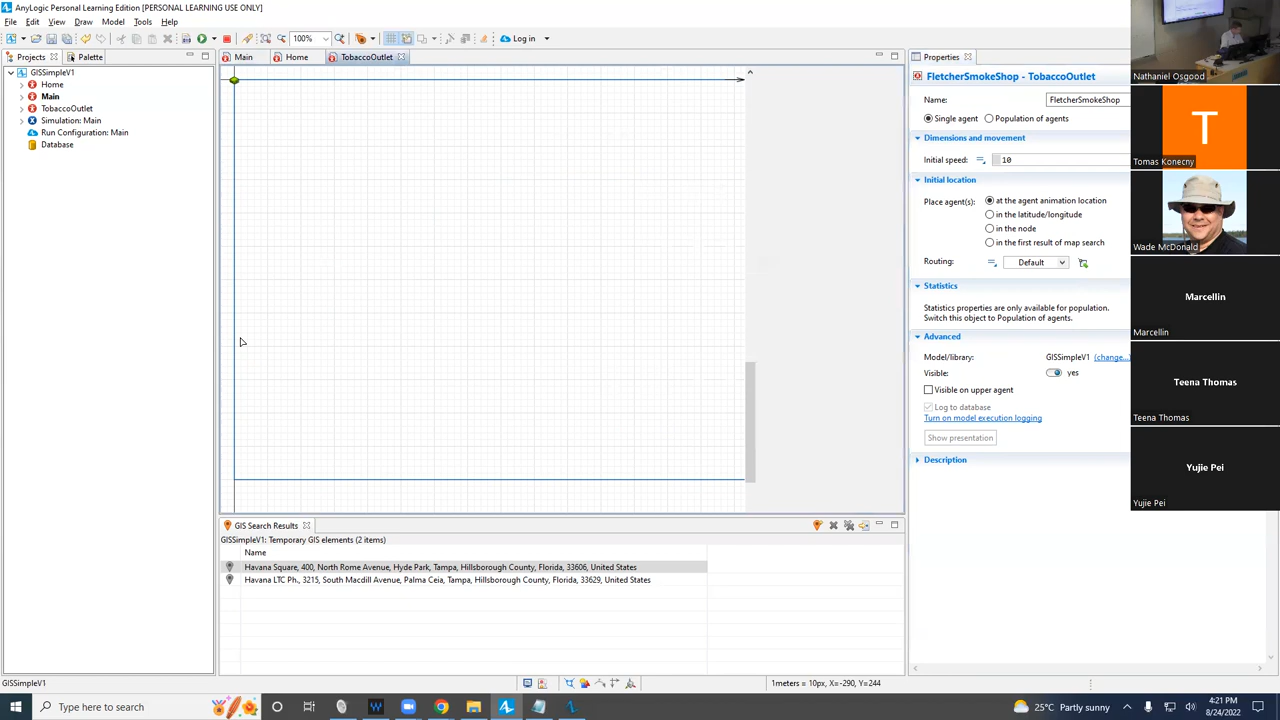 AnyLogic Personal Learning Edition [PERSONAL LEARNING USE ONLY]
File Edit View Draw Model Tools Help
100% Log in
Projects Palette Main Home TobaccoOutlet Properties
GISSimpleV1
Home
Main
TobaccoOutlet
Simulation: Main
Run Configuration: Main
Database
FletcherSmokeShop - TobaccoOutlet
Name: FletcherSmokeShop
Single agent Population of agents
Dimensions and movement
Initial speed: 10
Initial location
Place agent(s): at the agent animation location
in the latitude/longitude
in the node
in the first result of map search
Routing: Default
Statistics
Statistics properties are only available for population.
Switch this object to Population of agents.
Advanced
Model/library: GISSimpleV1 (change...)
Visible: yes
Visible on upper agent
Log to database
Turn on model execution logging
Show presentation
Description
GIS Search Results
GISSimpleV1: Temporary GIS elements (2 items)
Name
Havana Square, 400, North Rome Avenue, Hyde Park, Tampa, Hillsborough County, Florida, 33606, United States
Havana LTC Ph., 3215, South Macdill Avenue, Palma Ceia, Tampa, Hillsborough County, Florida, 33629, United States
GISSimpleV1
1meters = 10px, X=-290, Y=244
Nathaniel Osgood
T
Tomas Konecny
Wade McDonald
Marcellin
Marcellin
Teena Thomas
Teena Thomas
Yujie Pei
Yujie Pei
Type here to search
W
25°C Partly sunny
4:21 PM
8/24/2022